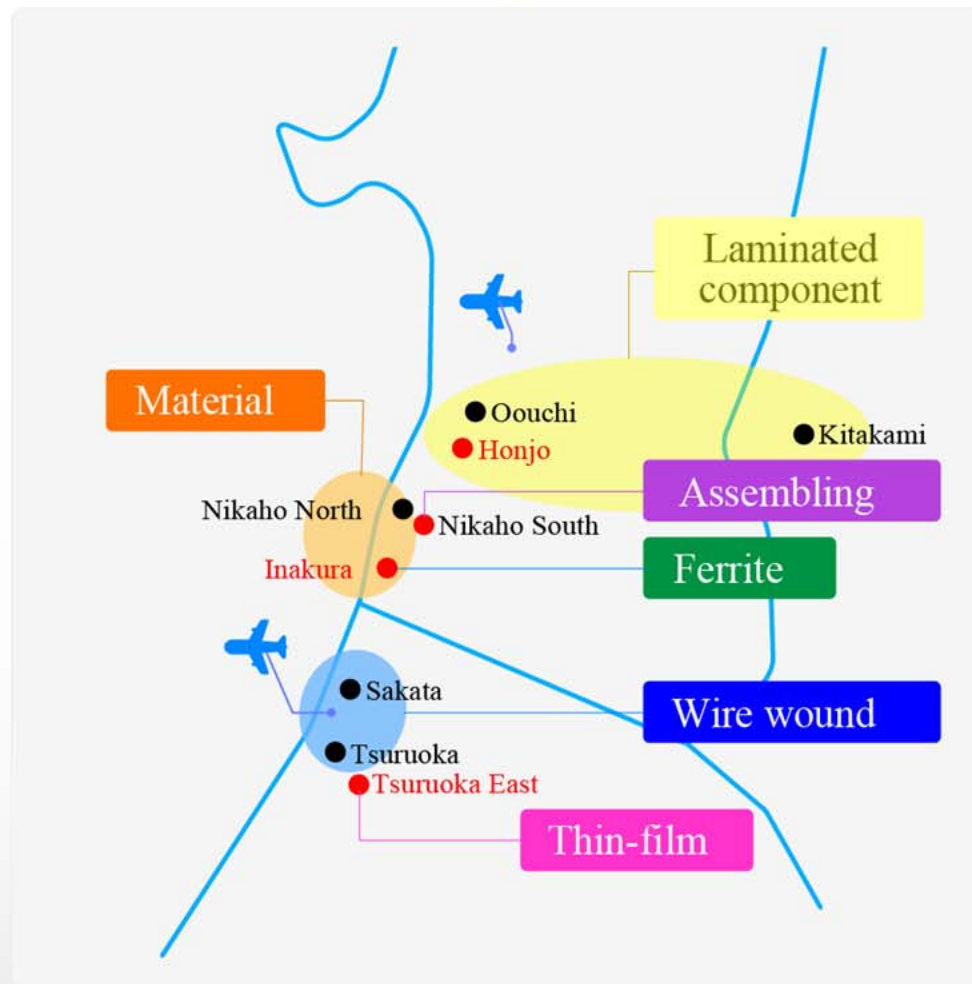 Laminated
component
Material
Oouchi
Kitakami
Honjo
Assembling
Nikaho North
Nikaho South
Inakura
Ferrite
Sakata
Wire wound
Tsuruoka
Tsuruoka East
Thin-film